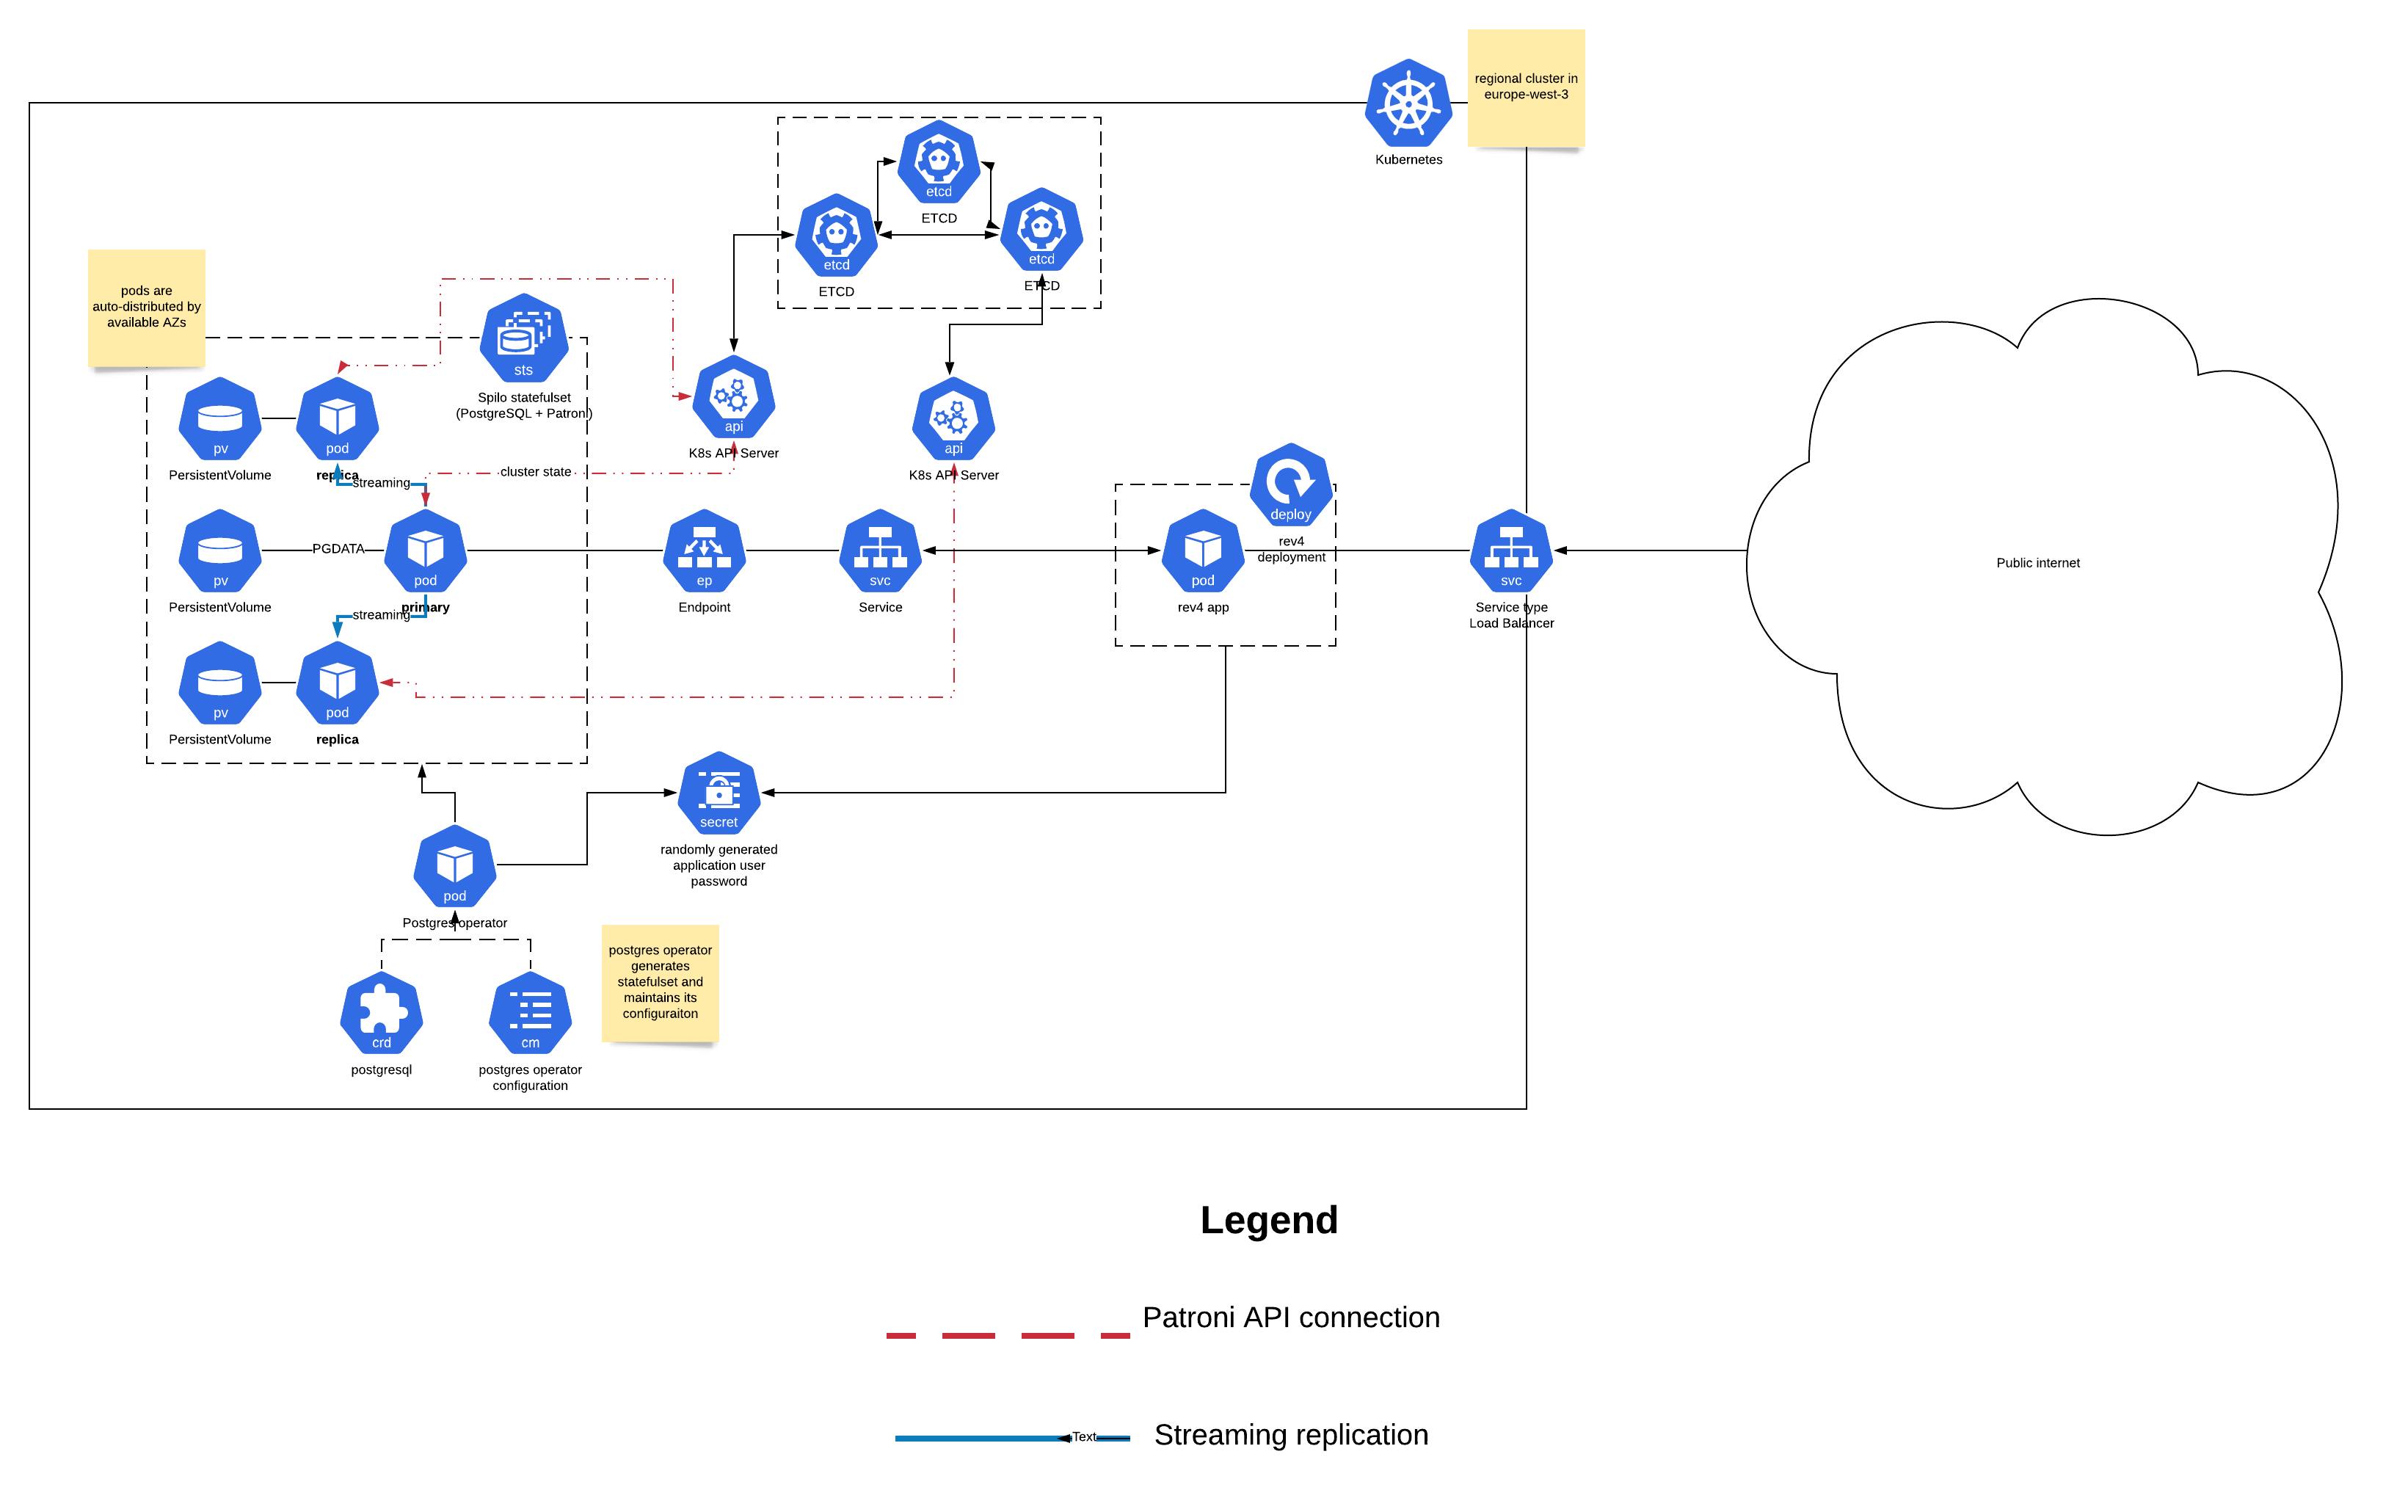 regional cluster in
europe-west-3
Kubernetes
etcd
ETCD
etcd
ETCD
etcd
ETCD
pods are
auto-distributed by
available AZs
sts
Spilo statefulset
(PostgreSQL + Patroni)
api
K8s API Server
api
K8s API Server
pv
PersistentVolume
pod
replica
streaming
cluster state
deploy
rev4
deployment
pv
PersistentVolume
PGDATA
pod
primary
ep
Endpoint
svc
Service
pod
rev4 app
svc
Service type
Load Balancer
Public internet
streaming
pv
PersistentVolume
pod
replica
secret
randomly generated
application user
password
pod
Postgres operator
crd
postgresql
cm
postgres operator
configuration
postgres operator
generates
statefulset and
maintains its
configuraiton
Legend
Patroni API connection
Text
Streaming replication